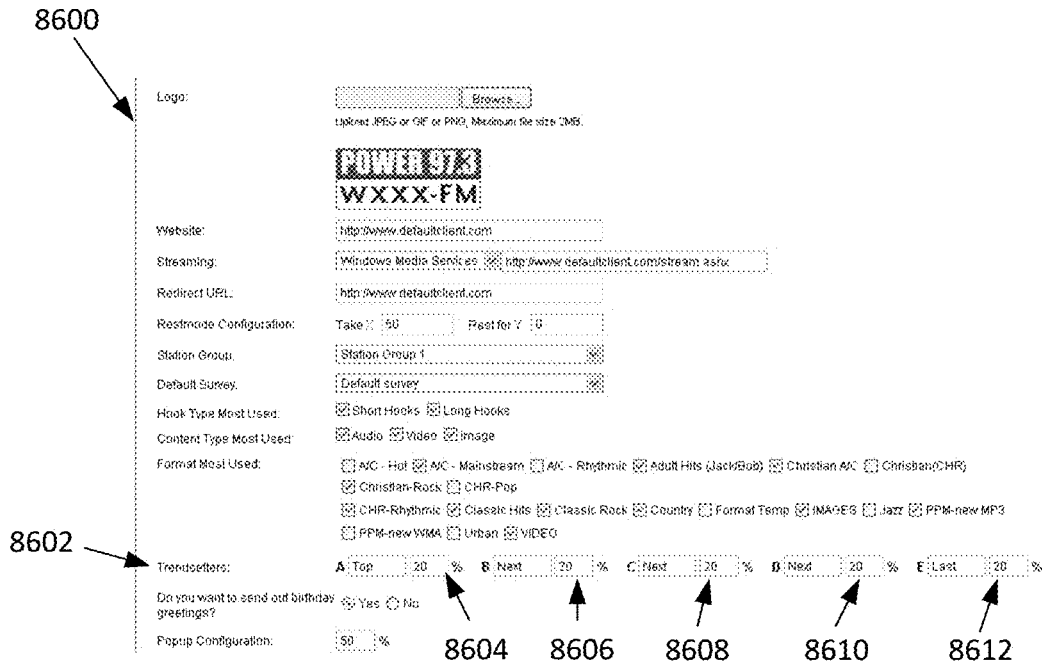 8600
Logo: Browse...
Upload JPEG or GIF or PNG, Maximum file size 2MB.
POWER 97.3
WXXX-FM
Website: http://www.defaultclient.com
Streaming: Windows Media Services http://www.defaultclient.com/stream.ashx
Redirect URL: http://www.defaultclient.com
Restmode Configuration: Take X 50 Rest for Y 0
Station Group: Station Group 1
Default Survey: Default survey
Hook Type Most Used: Short Hooks Long Hooks
Content Type Most Used: Audio Video Image
Format Most Used: A/C - Hot A/C - Mainstream A/C - Rhythmic Adult Hits (Jack/Bob) Christian A/C Christian(CHR)
Christian-Rock CHR-Pop
CHR-Rhythmic Classic Hits Classic Rock Country Format Temp IMAGES Jazz PPM-new MP3
PPM-new WMA Urban VIDEO
8602
Trendsetters: A Top 20 % B Next 20 % C Next 20 % D Next 20 % E Last 20 %
Do you want to send out birthday greetings? Yes No
Popup Configuration: 50 %
8604 8606 8608 8610 8612